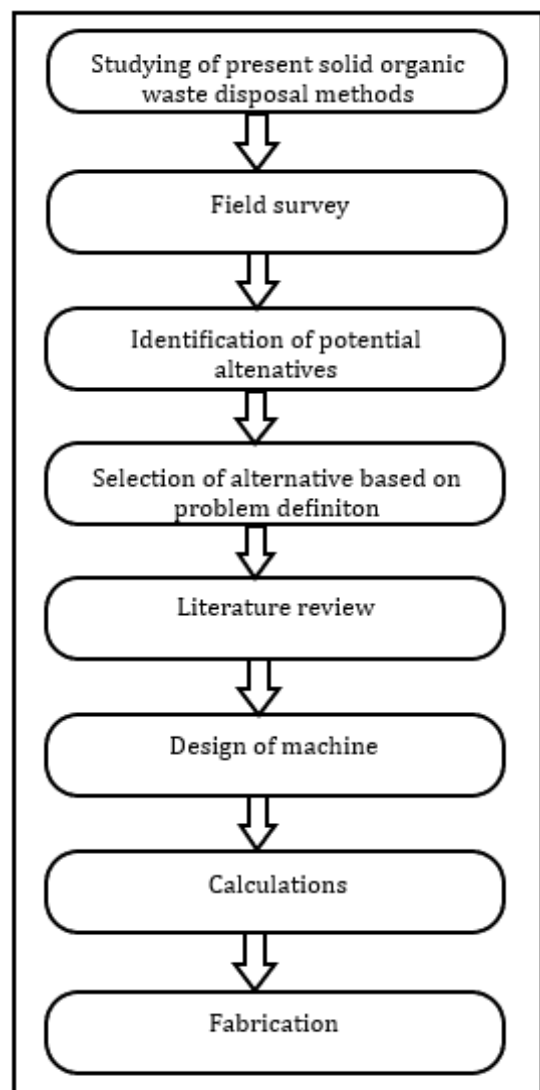 Studying of present solid organic
waste disposal methods
Field survey
Identification of potential
altenatives
Selection of alternative based on
problem definiton
Literature review
Design of machine
Calculations
Fabrication